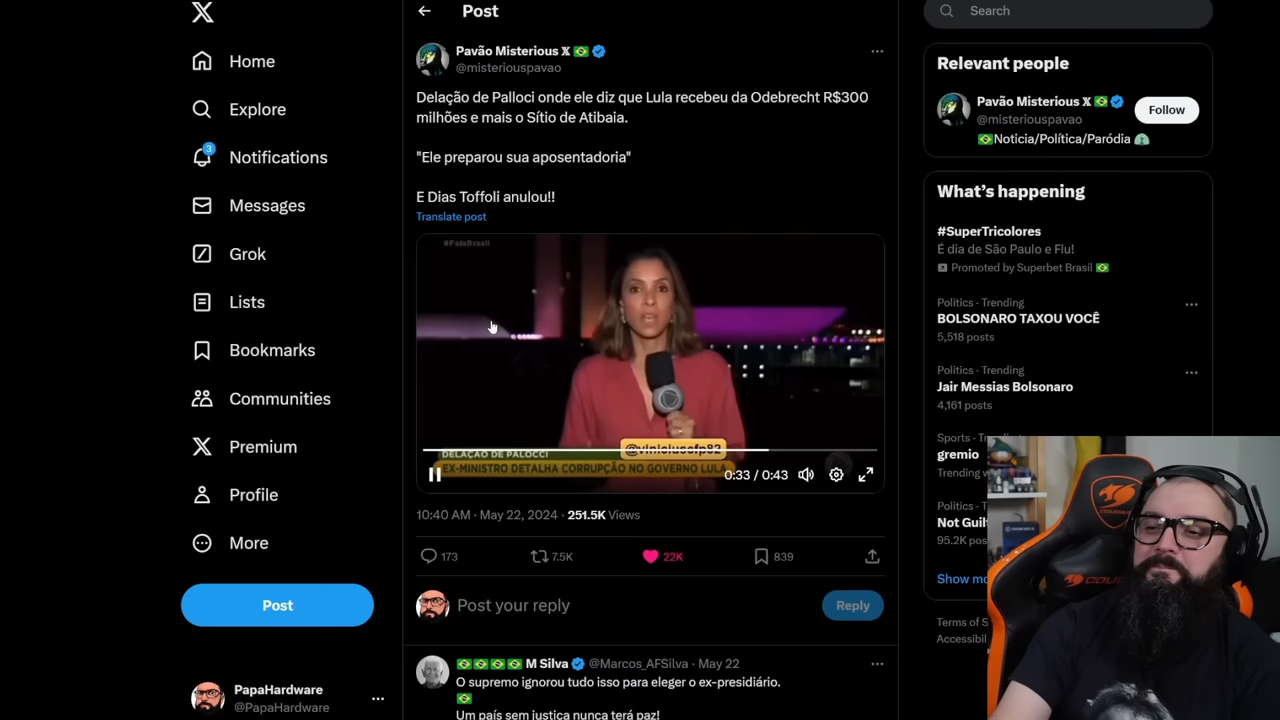 Home
Explore
3
Notifications
Messages
Grok
Lists
Bookmarks
Communities
Premium
Profile
More
Post
PapaHardware
@PapaHardware
Post
Pavão Misterious X
@misteriouspavao
Delação de Palloci onde ele diz que Lula recebeu da Odebrecht R$300
milhões e mais o Sítio de Atibaia.
"Ele preparou sua aposentadoria"
E Dias Toffoli anulou!!
Translate post
#FatoBrasil
@viniciuscfp82
DELAÇÃO DE PALOCCI
EX-MINISTRO DETALHA CORRUPÇÃO NO GOVERNO LULA
0:33 / 0:43
10:40 AM · May 22, 2024 · 251.5K Views
173
7.5K
22K
839
Post your reply
Reply
M Silva @Marcos_AFSilva · May 22
O supremo ignorou tudo isso para eleger o ex-presidiário.
Um país sem justiça nunca terá paz!
Search
Relevant people
Pavão Misterious X
@misteriouspavao
Follow
Noticia/Política/Paródia
What's happening
#SuperTricolores
É dia de São Paulo e Flu!
Promoted by Superbet Brasil
Politics · Trending
BOLSONARO TAXOU VOCÊ
5,518 posts
Politics · Trending
Jair Messias Bolsonaro
4,161 posts
Sports ·
gremio
Trending
Politics
Not
95.2K
Show
Terms of
COUGAR